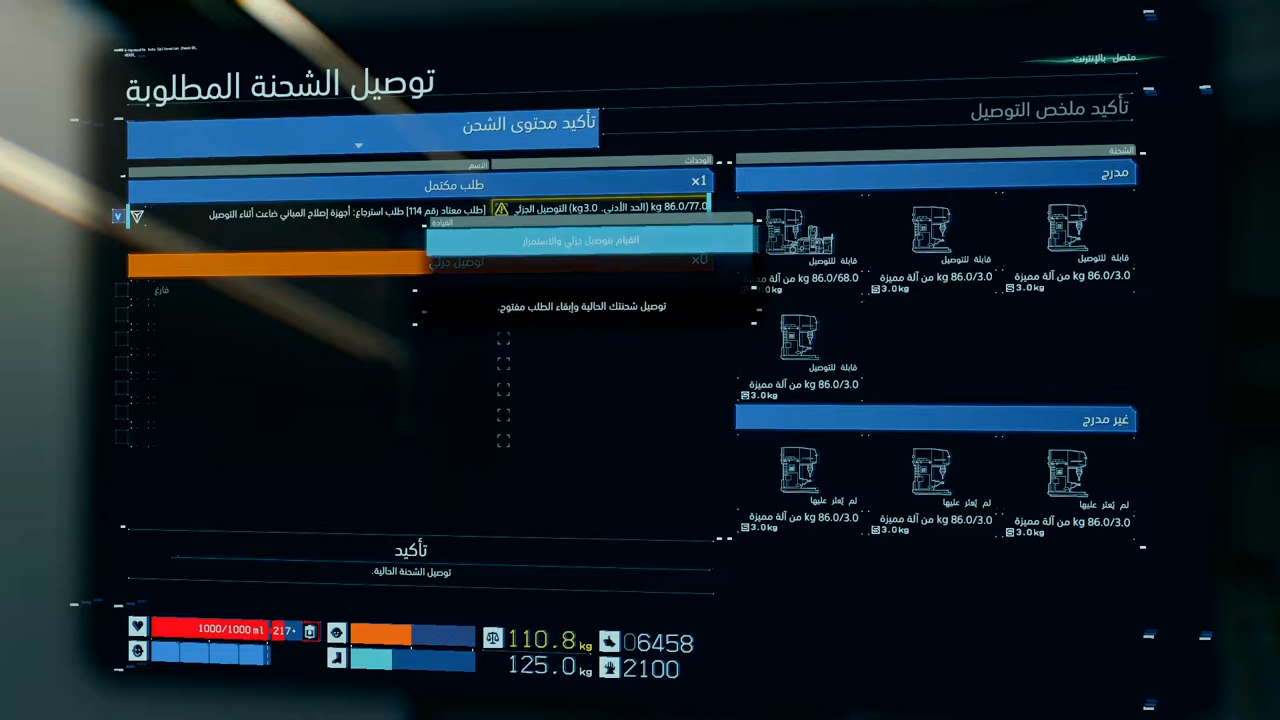 متصل بالإنترنت
توصيل الشحنة المطلوبة
تأكيد ملخص التوصيل
تأكيد محتوى الشحن
الشحنة
الوحدات
الاسم
مدرج
x1
طلب مكتمل
[طلب معتاد رقم 114] طلب استرجاع: أجهزة إصلاح المباني ضاعت أثناء التوصيل
التوصيل الجزئي (kg3.0 الحد الأدنى) kg 86.0/77.0
القيادة
القيام بتوصيل جزئي والاستمرار
x0
توصيل جزئي
توصيل شحنتك الحالية وإبقاء الطلب مفتوح.
فارغ
قابلة للتوصيل
kg 86.0/3.0 من آلة مميزة
3.0kg
قابلة للتوصيل
kg 86.0/3.0 من آلة مميزة
3.0kg
قابلة للتوصيل
kg 86.0/68.0 من آلة مميزة
قابلة للتوصيل
kg 86.0/3.0 من آلة مميزة
3.0kg
غير مدرج
لم يُعثر عليها
kg 86.0/3.0 من آلة مميزة
3.0kg
لم يُعثر عليها
kg 86.0/3.0 من آلة مميزة
3.0kg
لم يُعثر عليها
kg 86.0/3.0 من آلة مميزة
3.0kg
تأكيد
توصيل الشحنة الحالية.
1000/1000 ml
217+
110.8 kg
125.0 kg
06458
2100